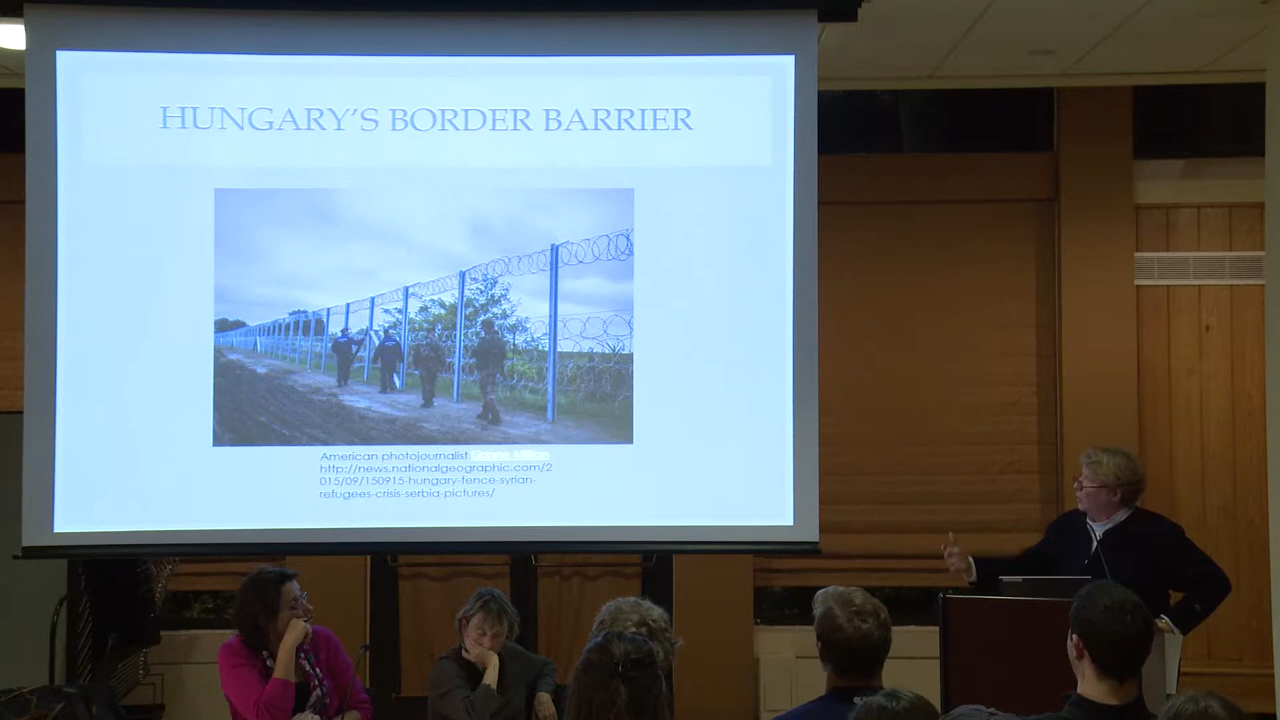 HUNGARY'S BORDER BARRIER
American photojournalist
http://news.nationalgeographic.com/2
015/09/150915-hungary-fence-syrian-
refugees-crisis-serbia-pictures/